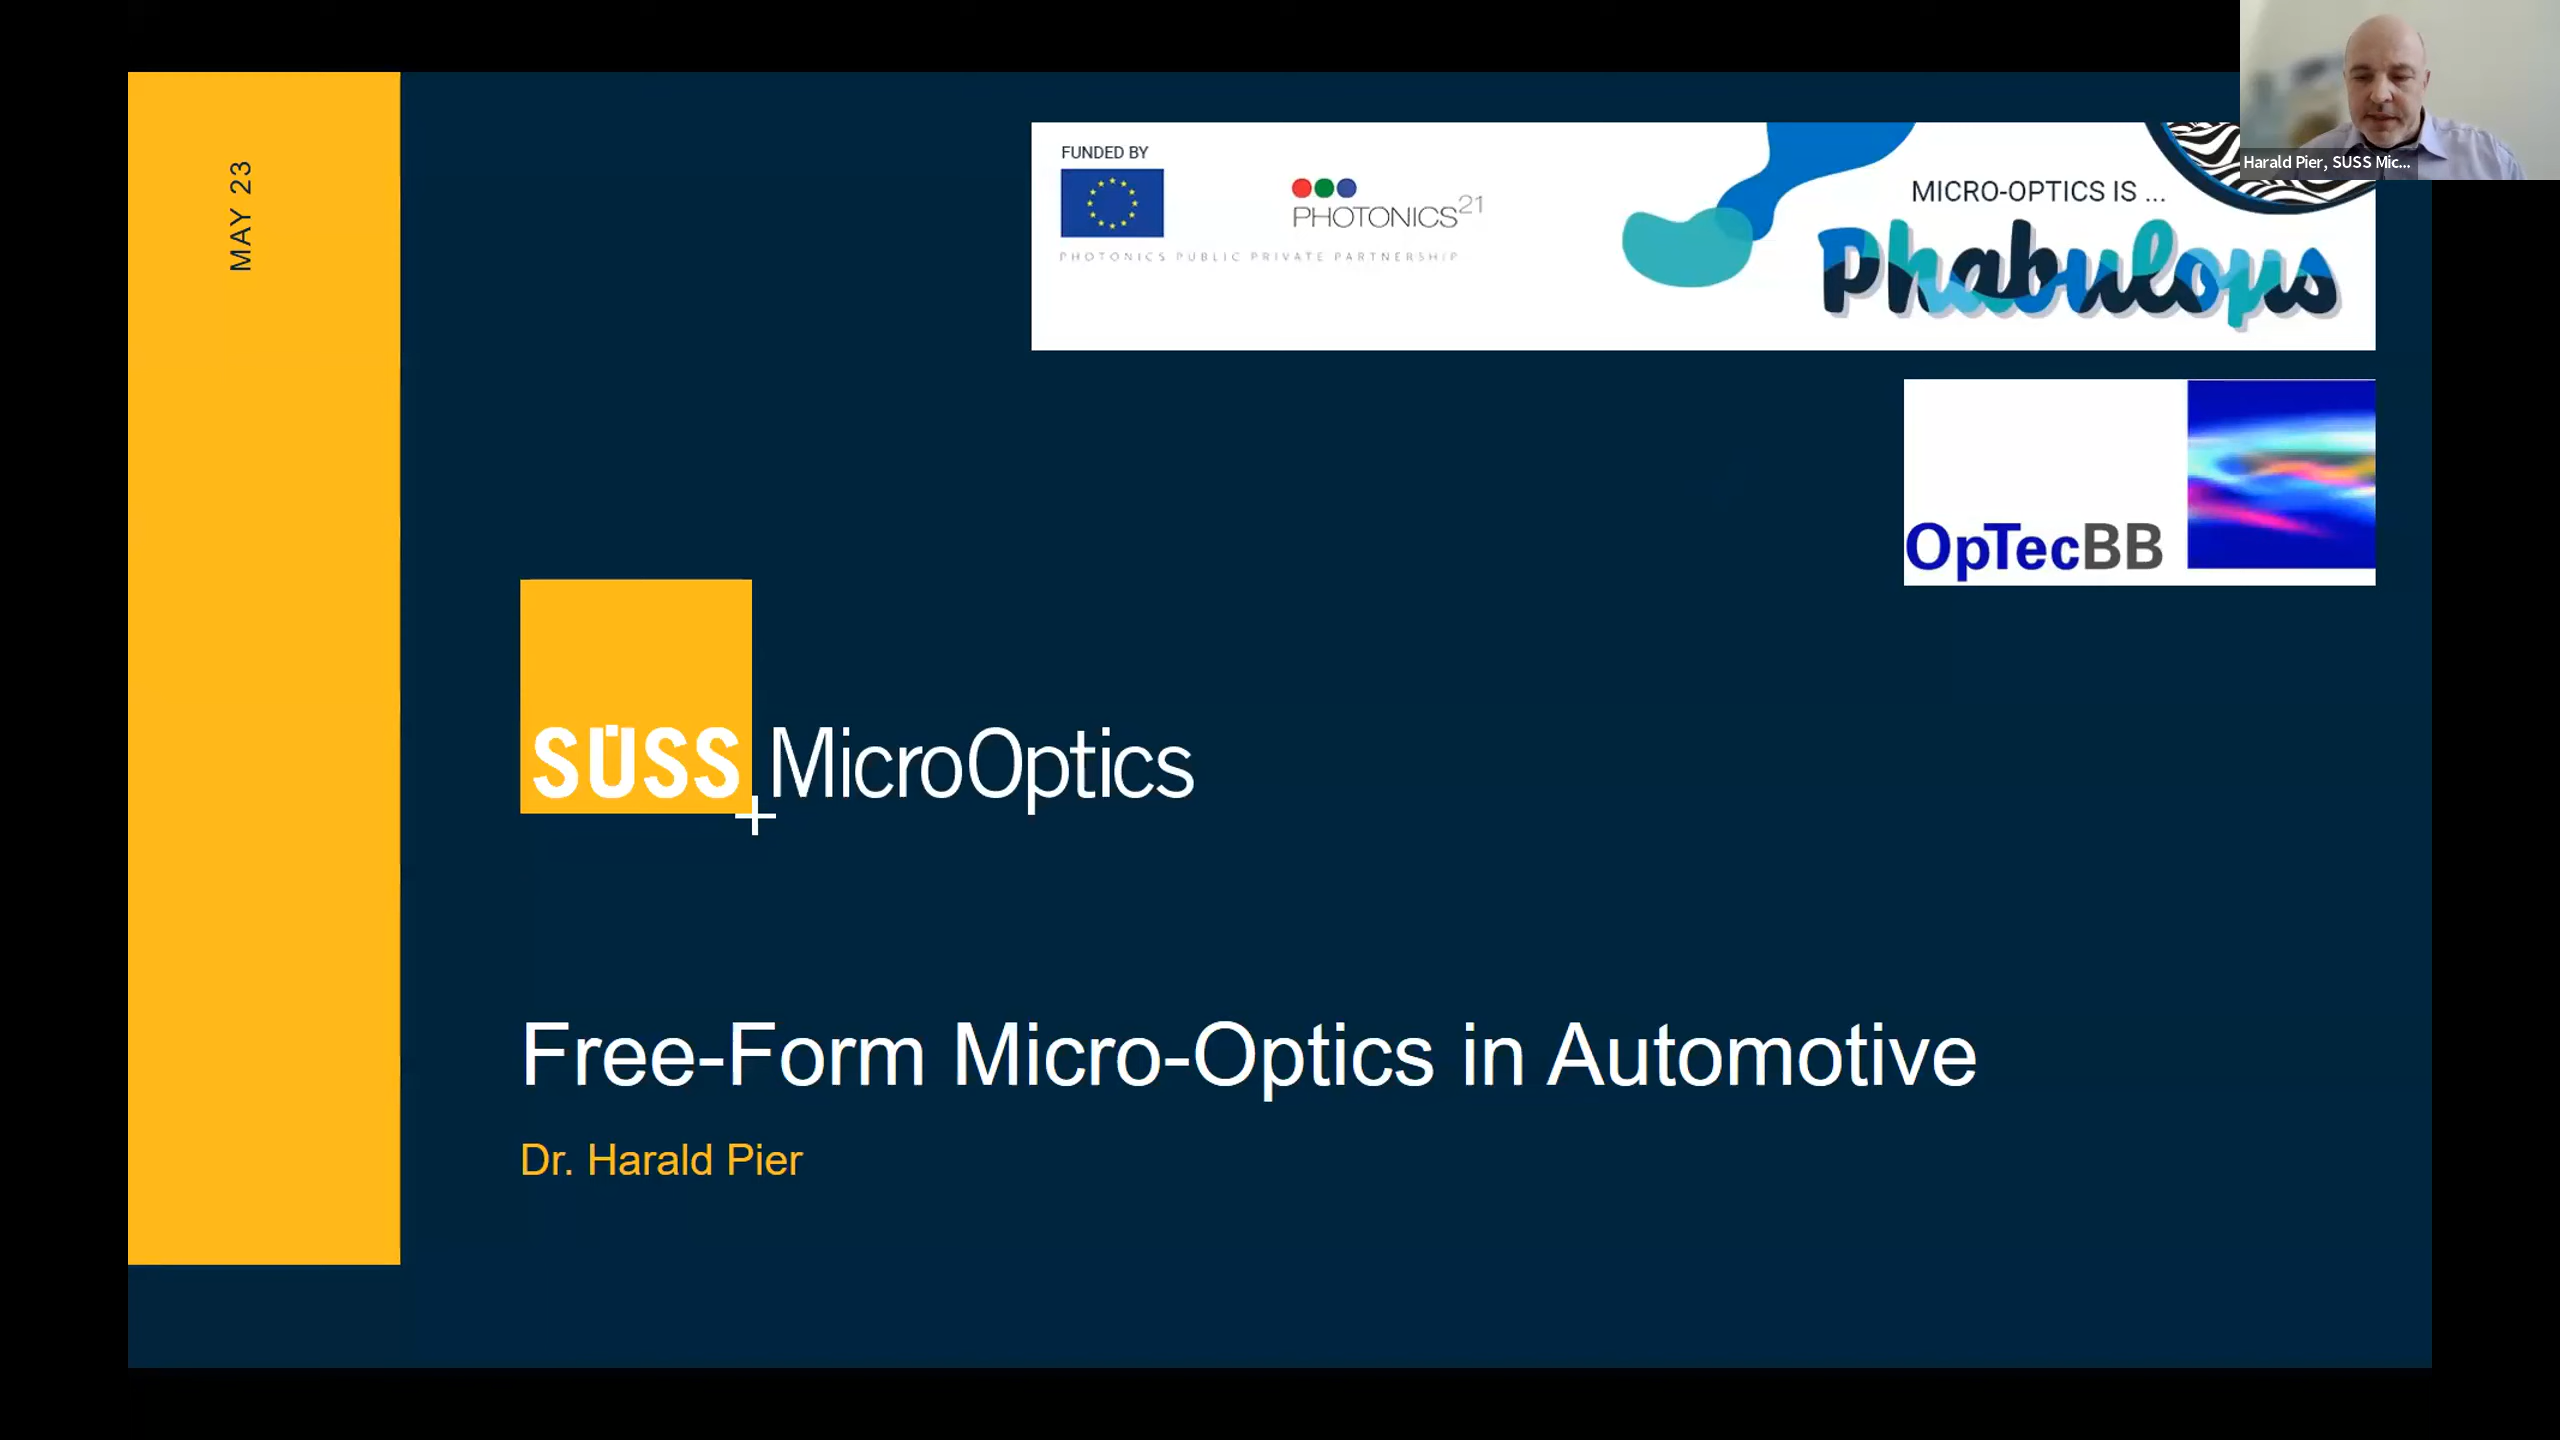 MAY 23
FUNDED BY
PHOTONICS21
PHOTONICS PUBLIC PRIVATE PARTNERSHIP
MICRO-OPTICS IS ...
Phabulous
Harald Pier, SUSS Mic...
OpTecBB
SÜSS MicroOptics
Free-Form Micro-Optics in Automotive
Dr. Harald Pier